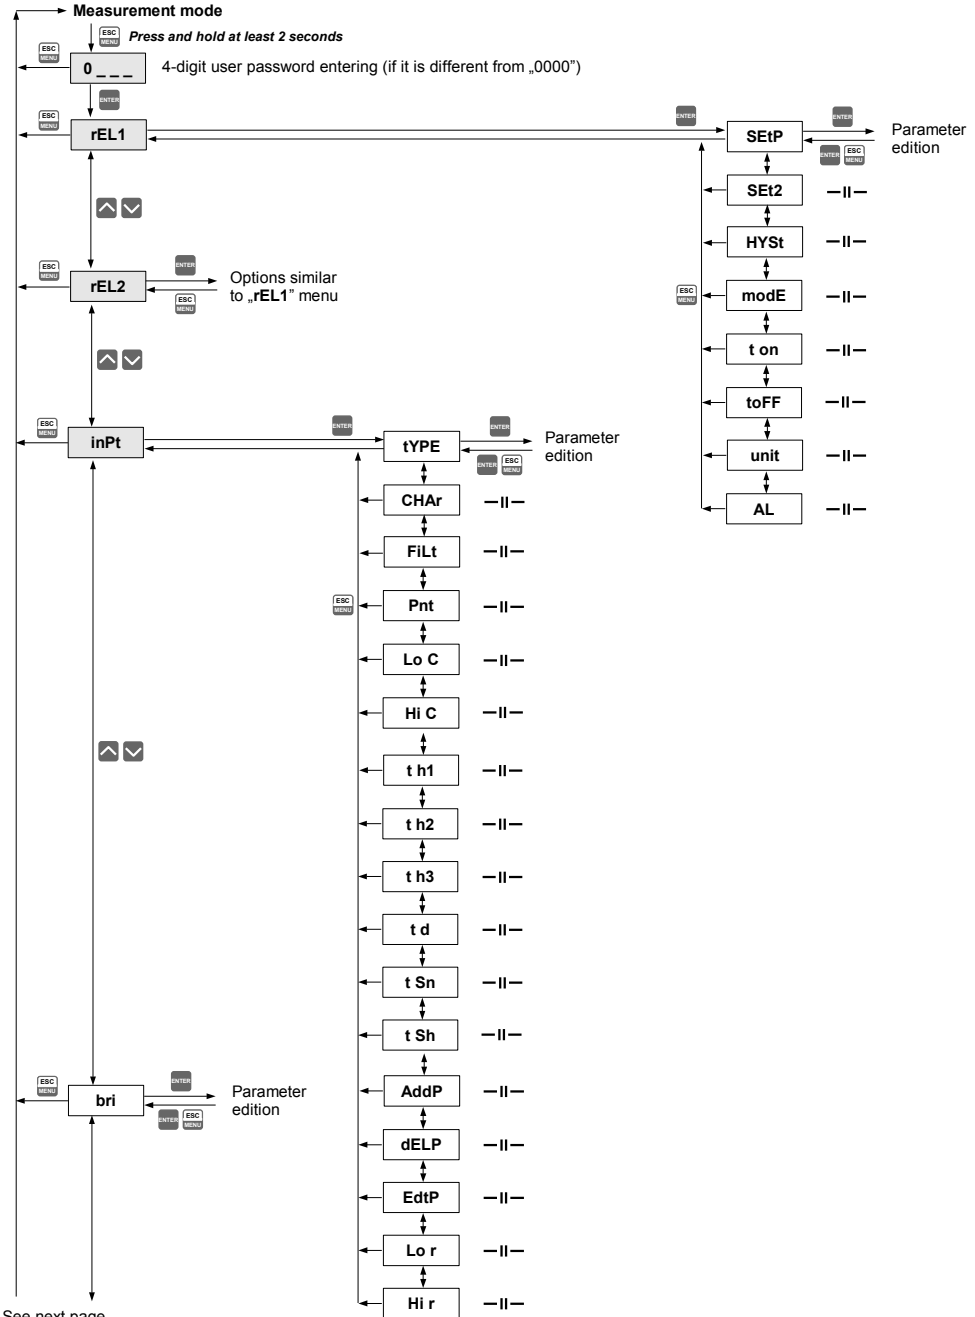 Measurement mode
ESC
MENU
Press and hold at least 2 seconds
ESC
MENU
0 _ _ _
4-digit user password entering (if it is different from „0000”)
ENTER
ESC
MENU
rEL1
ENTER
SEtP
ENTER
ENTER
ESC
MENU
Parameter
edition
SEt2
—II—
HYSt
—II—
ESC
MENU
modE
—II—
t on
—II—
toFF
—II—
unit
—II—
AL
—II—
ESC
MENU
rEL2
ENTER
ESC
MENU
Options similar
to „rEL1” menu
ESC
MENU
inPt
ENTER
tYPE
ENTER
ENTER
ESC
MENU
Parameter
edition
CHAr
—II—
FiLt
—II—
ESC
MENU
Pnt
—II—
Lo C
—II—
Hi C
—II—
t h1
—II—
t h2
—II—
t h3
—II—
t d
—II—
t Sn
—II—
t Sh
—II—
AddP
—II—
dELP
—II—
EdtP
—II—
Lo r
—II—
Hi r
—II—
ESC
MENU
bri
ENTER
ENTER
ESC
MENU
Parameter
edition
See next page